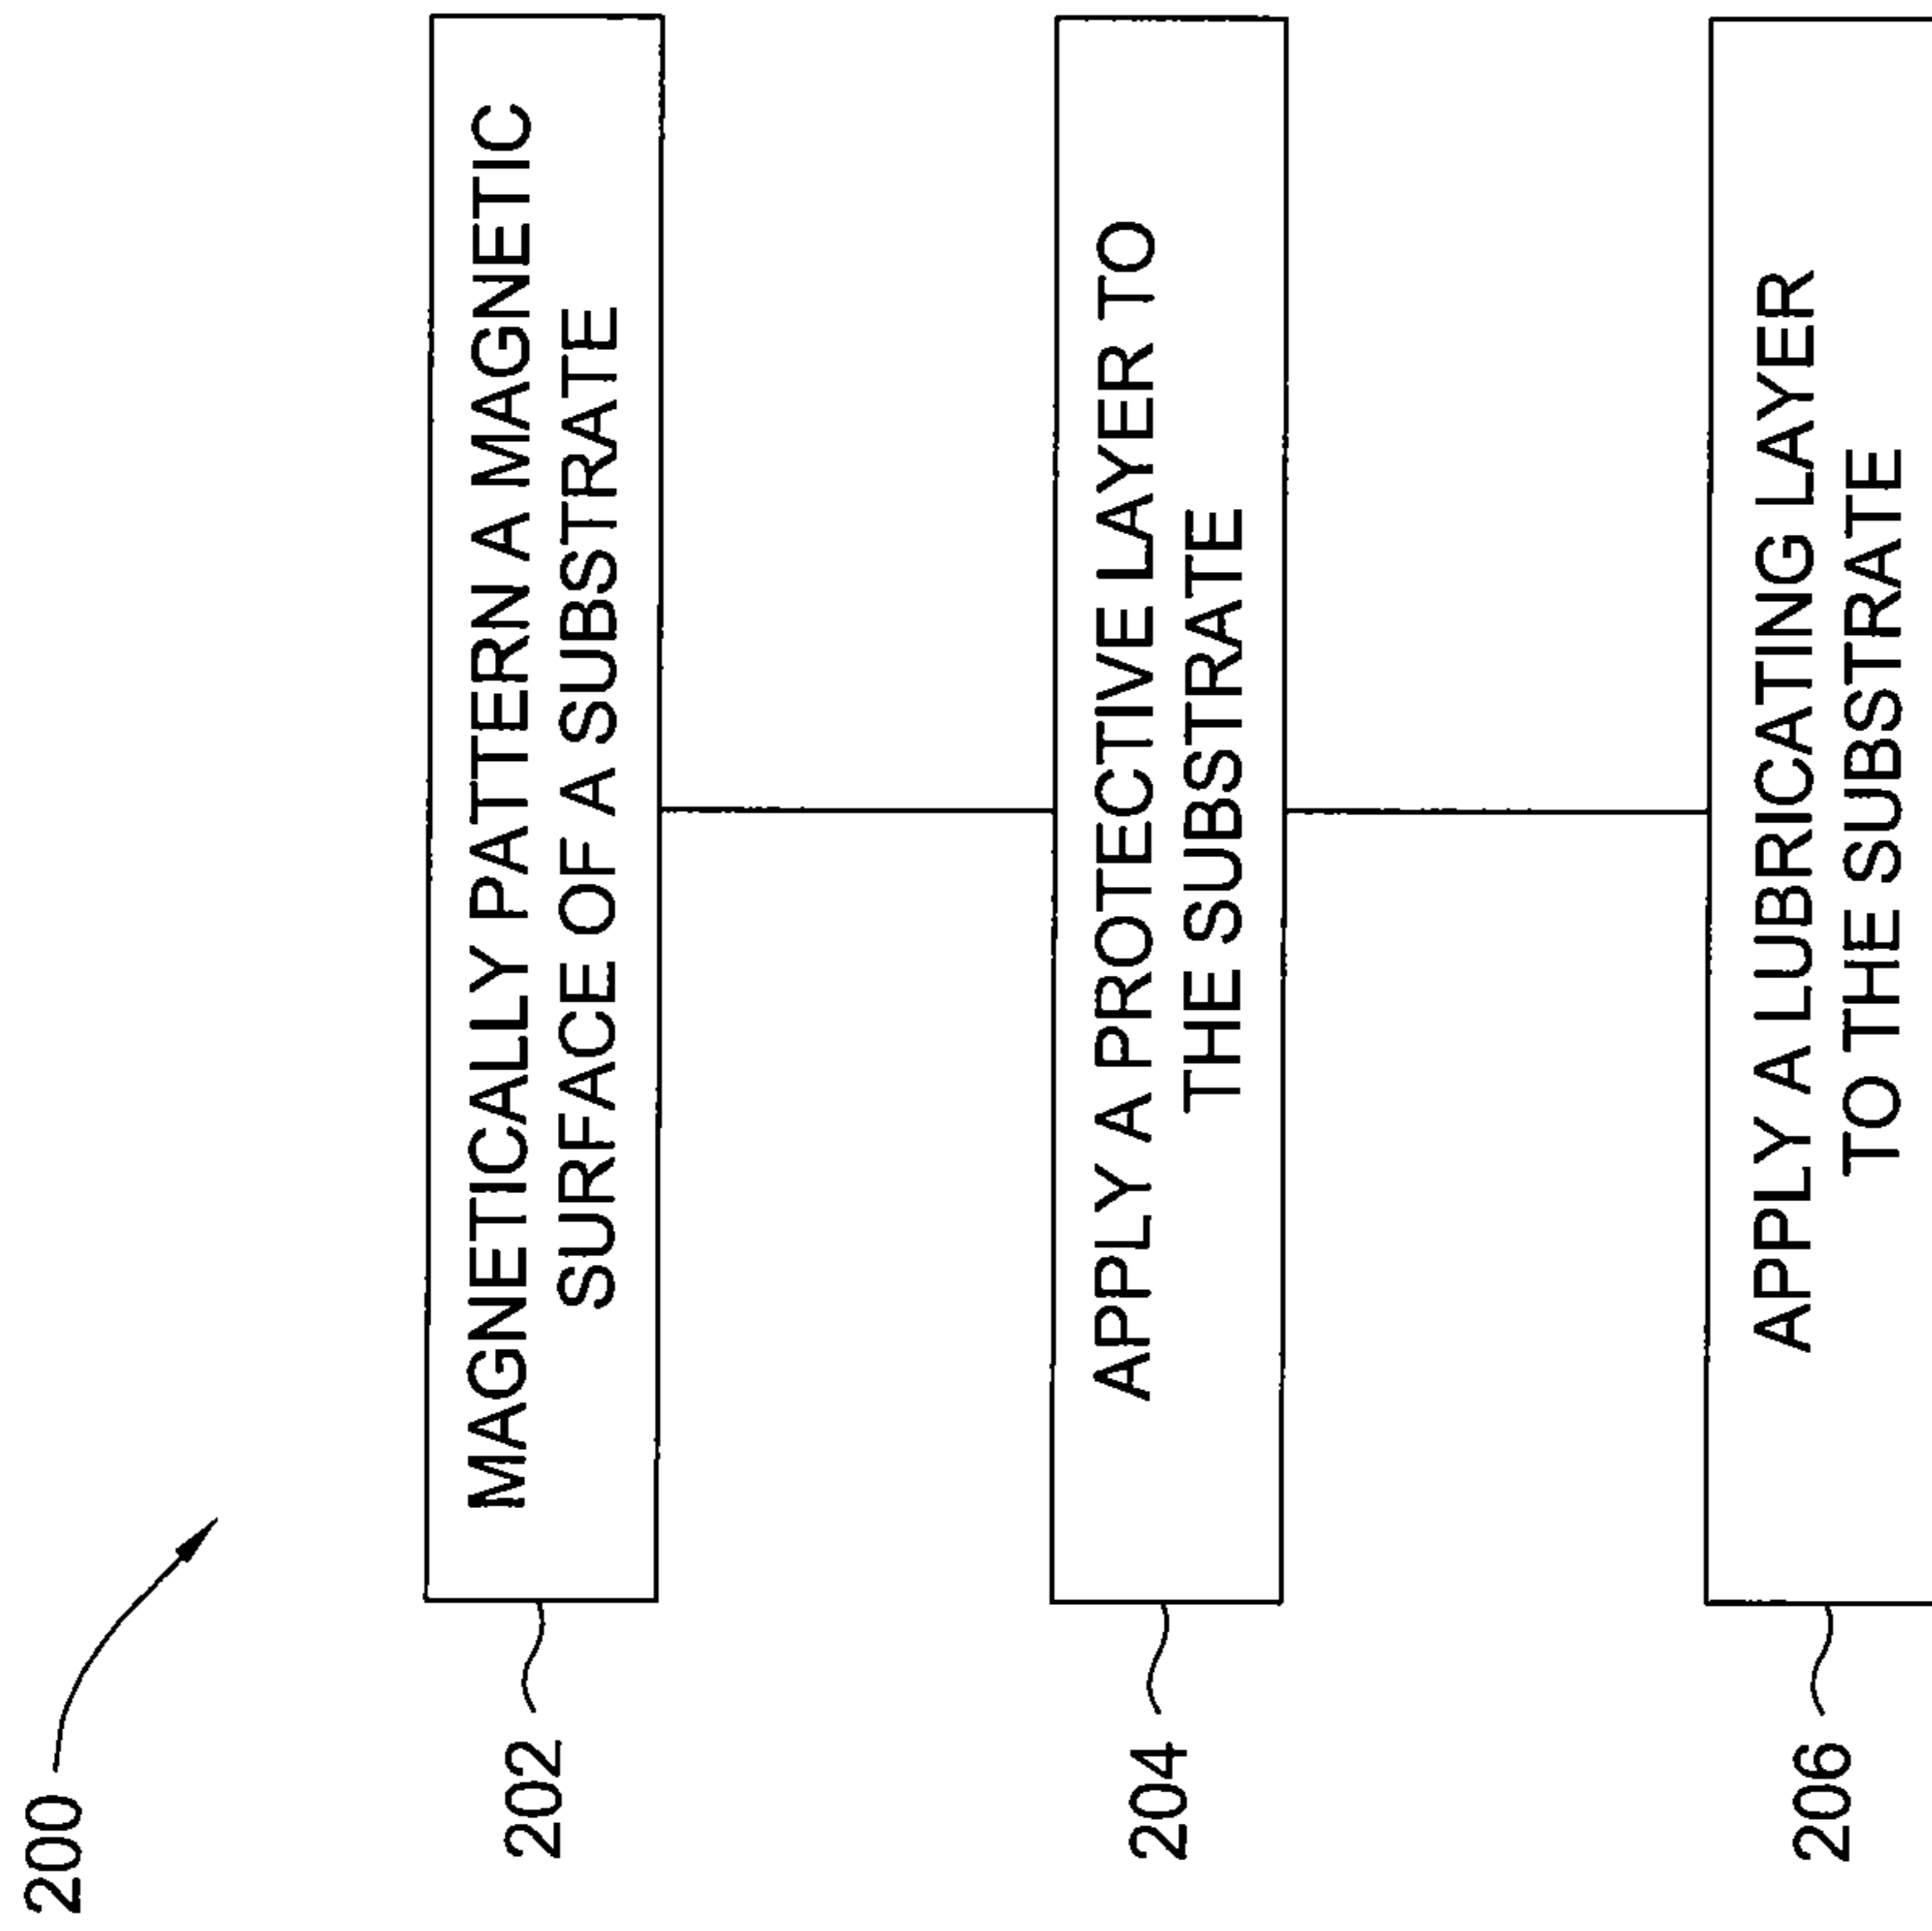 200
202
MAGNETICALLY PATTERN A MAGNETIC
SURFACE OF A SUBSTRATE
204
APPLY A PROTECTIVE LAYER TO
THE SUBSTRATE
206
APPLY A LUBRICATING LAYER
TO THE SUBSTRATE